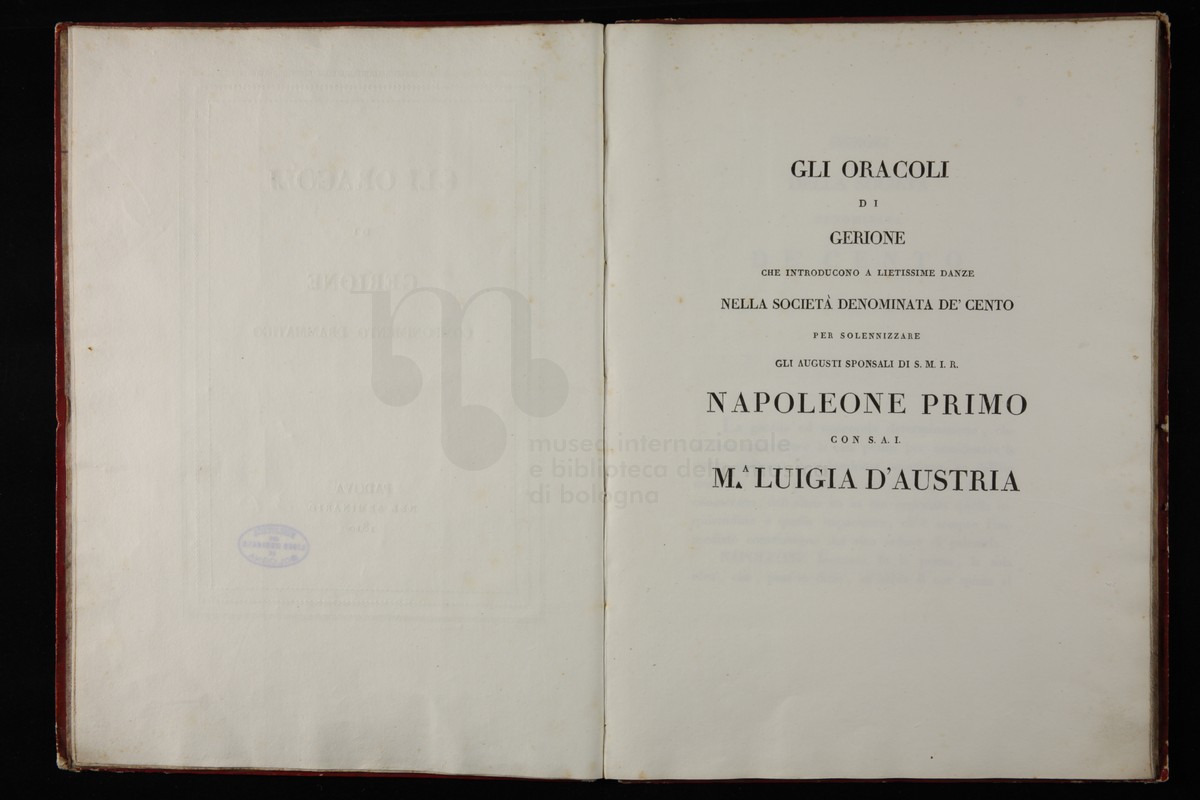 GLI ORACOLI
DI
GERIONE
CHE INTRODUCONO A LIETISSIME DANZE
NELLA SOCIETÀ DENOMINATA DE' CENTO
PER SOLENNIZZARE
GLI AUGUSTI SPONSALI DI S. M. I. R.
NAPOLEONE PRIMO
CON S. A. I.
M.A LUIGIA D'AUSTRIA
museo internazionale
e biblioteca della musica
di bologna